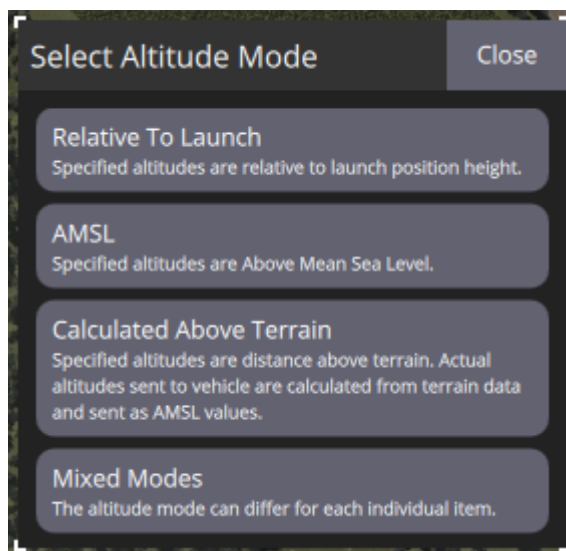 Select Altitude Mode
Close
Relative To Launch
Specified altitudes are relative to launch position height.
AMSL
Specified altitudes are Above Mean Sea Level.
Calculated Above Terrain
Specified altitudes are distance above terrain. Actual
altitudes sent to vehicle are calculated from terrain data
and sent as AMSL values.
Mixed Modes
The altitude mode can differ for each individual item.